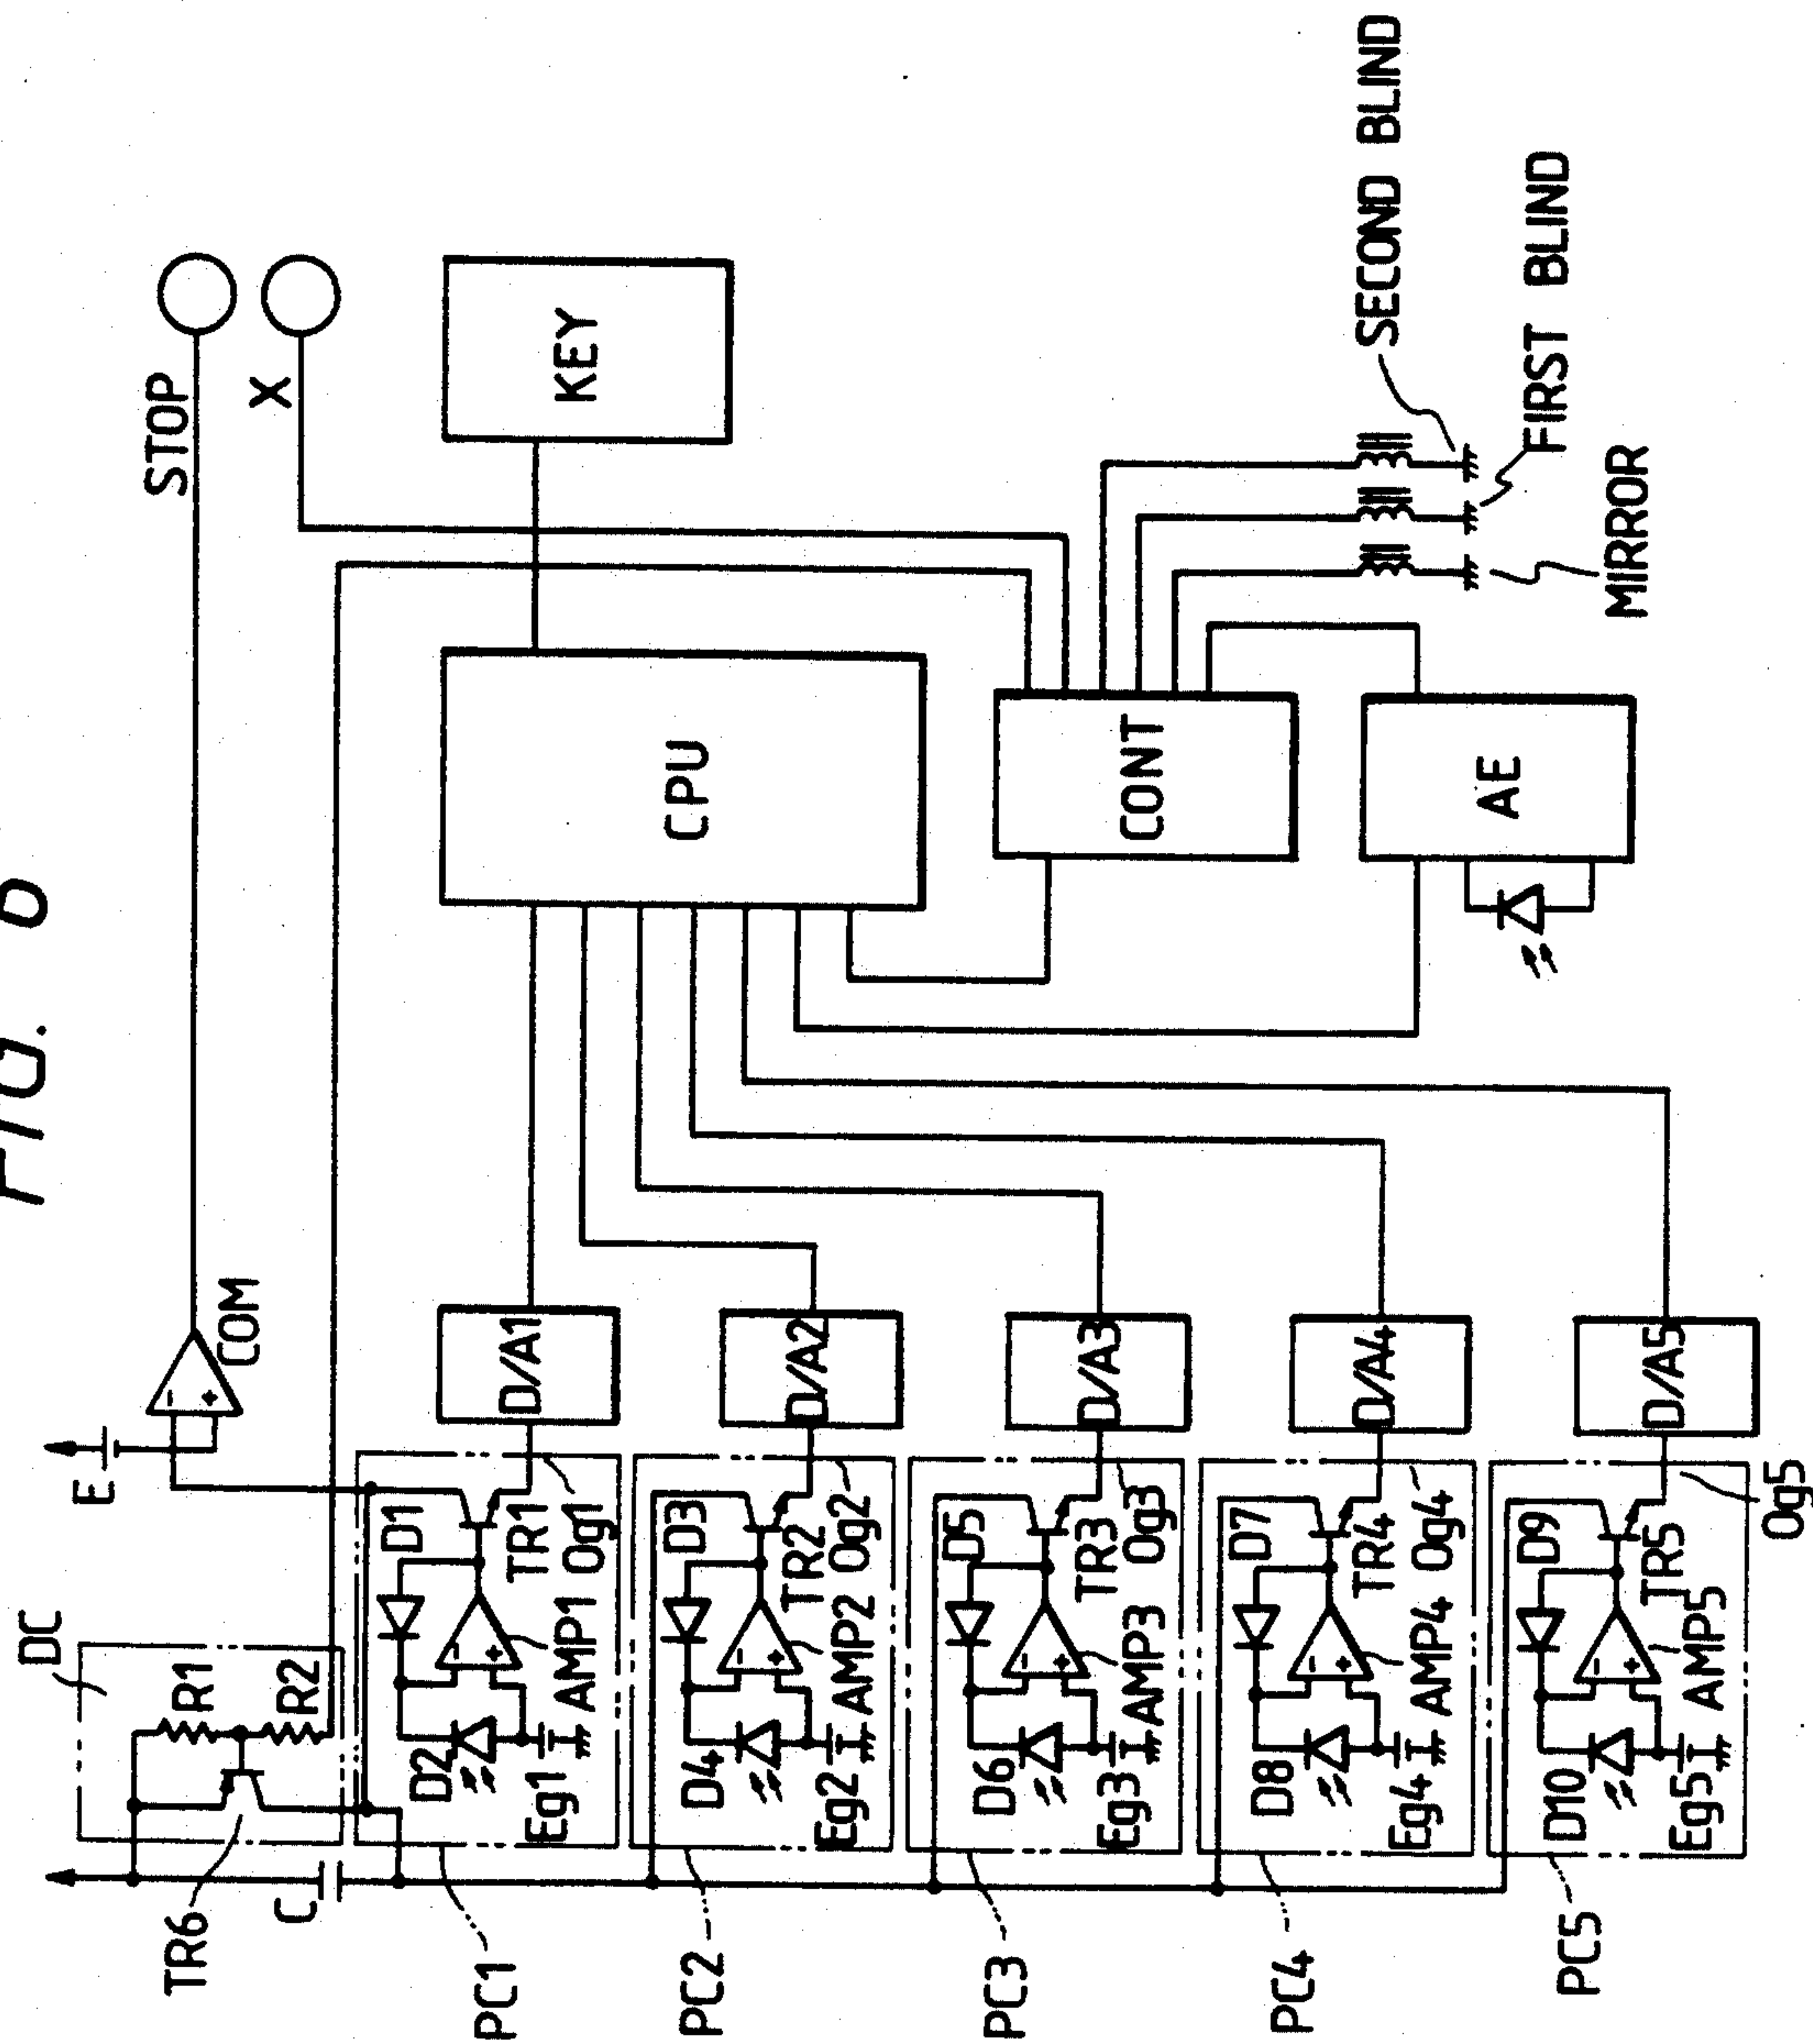 FIG. 6
DC
E
STOP
X
R1
R2
COM
TR6
C
D1
D2
TR1
Og1
AMP1
Eg1
PC1
D/A1
CPU
KEY
D3
D4
TR2
Og2
AMP2
Eg2
PC2
D/A2
D5
D6
TR3
Og3
AMP3
Eg3
PC3
D/A3
CONT
D7
D8
TR4
Og4
AMP4
Eg4
PC4
D/A4
AE
SECOND BLIND
FIRST BLIND
MIRROR
D9
D10
TR5
AMP5
Eg5
PC5
D/A5
Og5